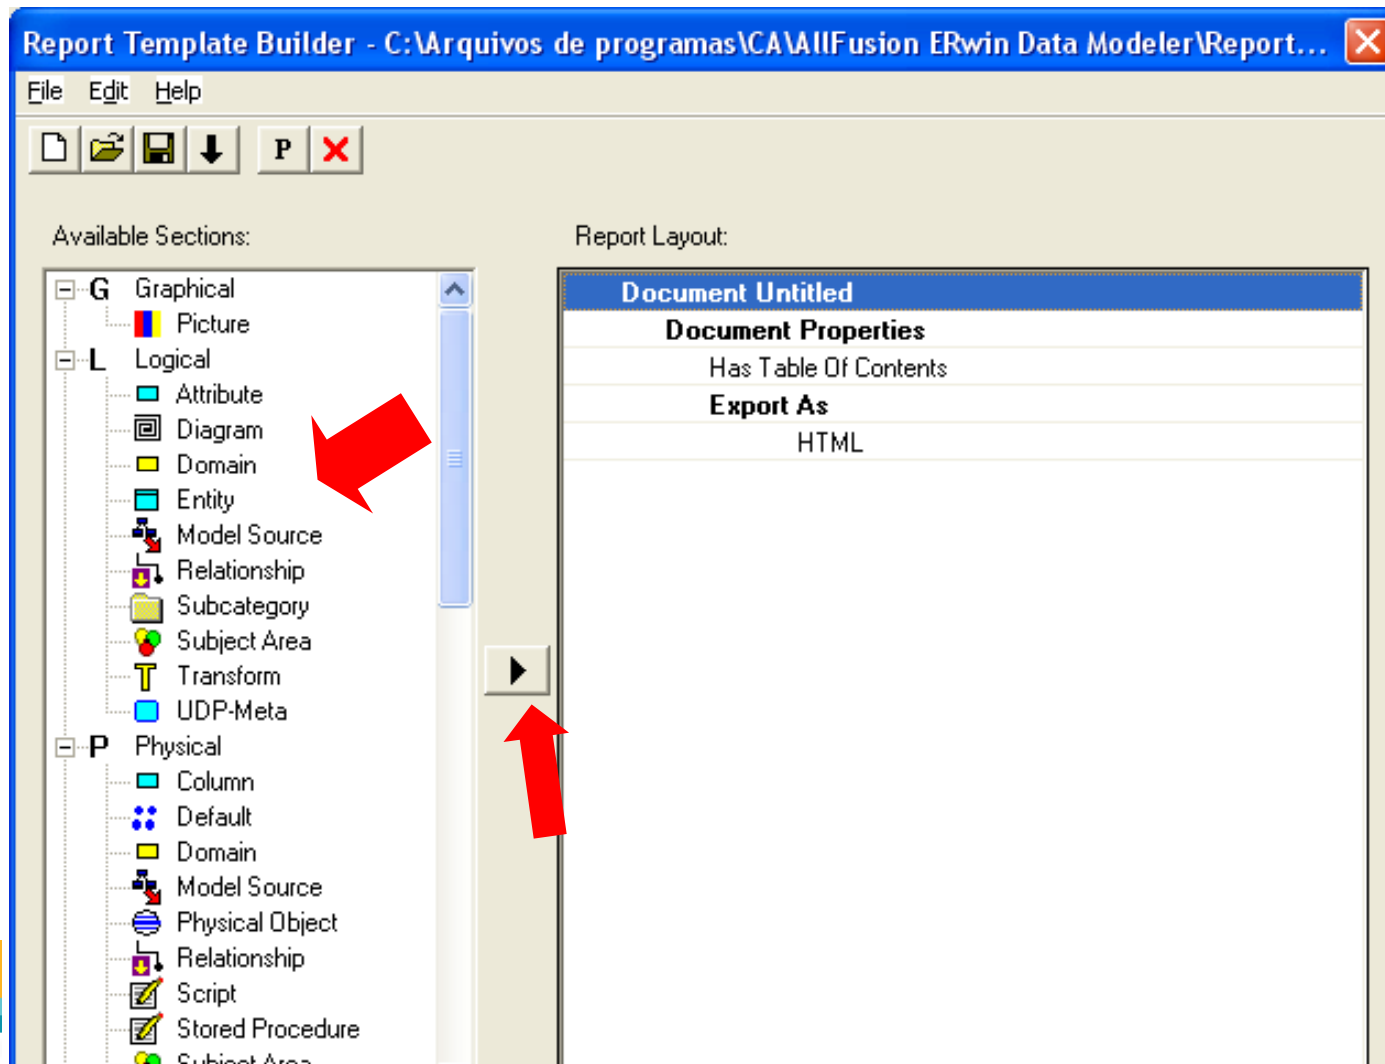 Report Template Builder - C:\Arquivos de programas\CA\AllFusion ERwin Data Modeler\Report...
File Edit Help
P
Available Sections:
Report Layout:
G Graphical
Picture
L Logical
Attribute
Diagram
Domain
Entity
Model Source
Relationship
Subcategory
Subject Area
T Transform
UDP-Meta
P Physical
Column
Default
Domain
Model Source
Physical Object
Relationship
Script
Stored Procedure
Subject Area
Document Untitled
Document Properties
Has Table Of Contents
Export As
HTML